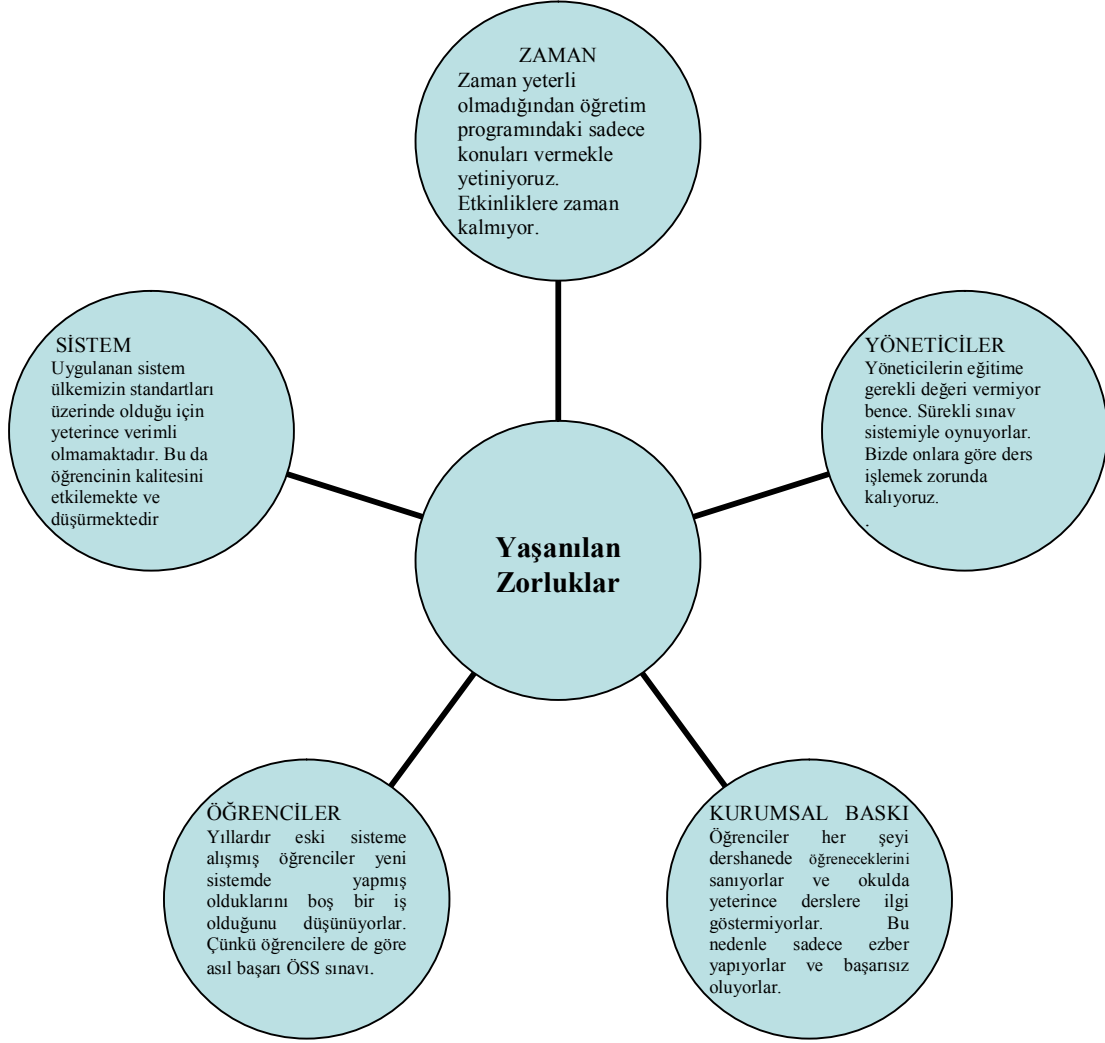 ZAMAN
Zaman yeterli
olmadığından öğretim
programındaki sadece
konuları vermekle
yetiniyoruz.
Etkinliklere zaman
kalmıyor.
SİSTEM
Uygulanan sistem
ülkemizin standartları
üzerinde olduğu için
yeterince verimli
olmamaktadır. Bu da
öğrencinin kalitesini
etkilemekte ve
düşürmektedir
YÖNETİCİLER
Yöneticilerin eğitime
gerekli değeri vermiyor
bence. Sürekli sınav
sistemiyle oynuyorlar.
Bizde onlara göre ders
işlemek zorunda
kalıyoruz.
.
Yaşanılan
Zorluklar
ÖĞRENCİLER
Yıllardır eski sisteme
alışmış öğrenciler yeni
sistemde yapmış
olduklarını boş bir iş
olduğunu düşünüyorlar.
Çünkü öğrencilere de göre
asıl başarı ÖSS sınavı.
KURUMSAL BASKI
Öğrenciler her şeyi
dershanede öğreneceklerini
sanıyorlar ve okulda
yeterince derslere ilgi
göstermiyorlar. Bu
nedenle sadece ezber
yapıyorlar ve başarısız
oluyorlar.